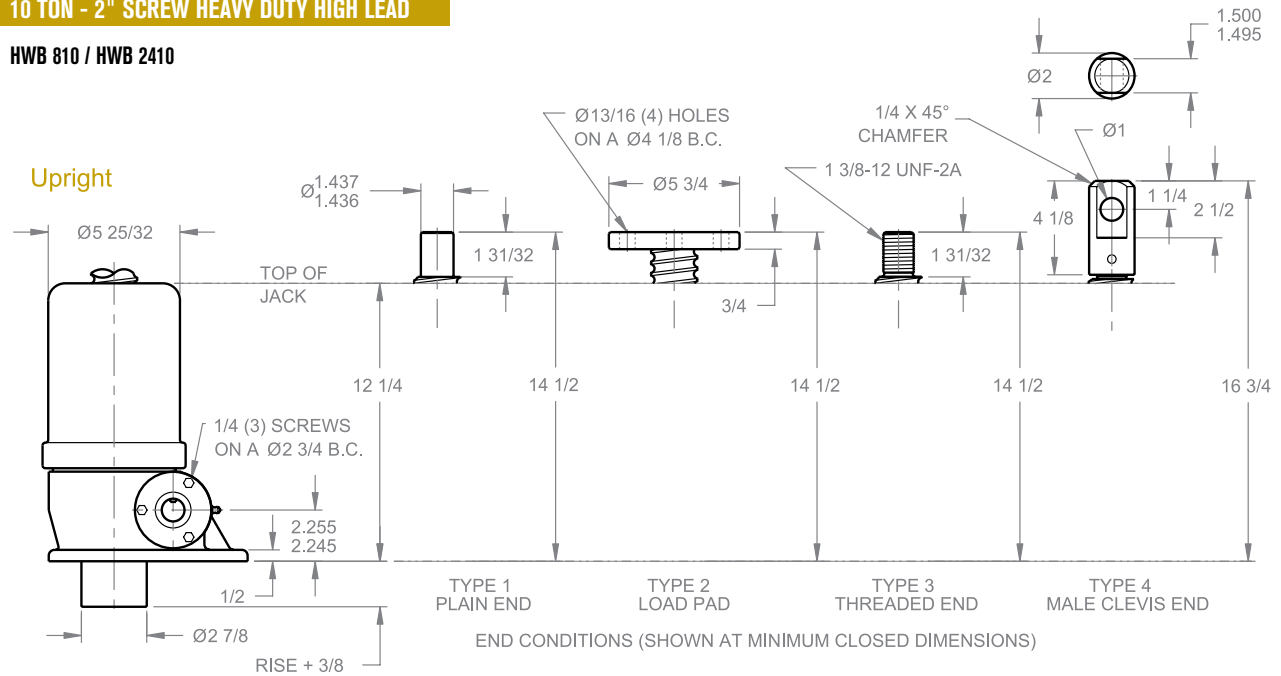 10 TON - 2" SCREW HEAVY DUTY HIGH LEAD
HWB 810 / HWB 2410
Upright
Ø5 25/32
TOP OF
JACK
12 1/4
1/4 (3) SCREWS
ON A Ø2 3/4 B.C.
2.255
2.245
1/2
Ø2 7/8
RISE + 3/8
Ø1.437
1.436
1 31/32
14 1/2
TYPE 1
PLAIN END
Ø13/16 (4) HOLES
ON A Ø4 1/8 B.C.
Ø5 3/4
3/4
14 1/2
TYPE 2
LOAD PAD
1 3/8-12 UNF-2A
1 31/32
14 1/2
TYPE 3
THREADED END
1.500
1.495
Ø2
1/4 X 45°
CHAMFER
Ø1
4 1/8
1 1/4
2 1/2
16 3/4
TYPE 4
MALE CLEVIS END
END CONDITIONS (SHOWN AT MINIMUM CLOSED DIMENSIONS)